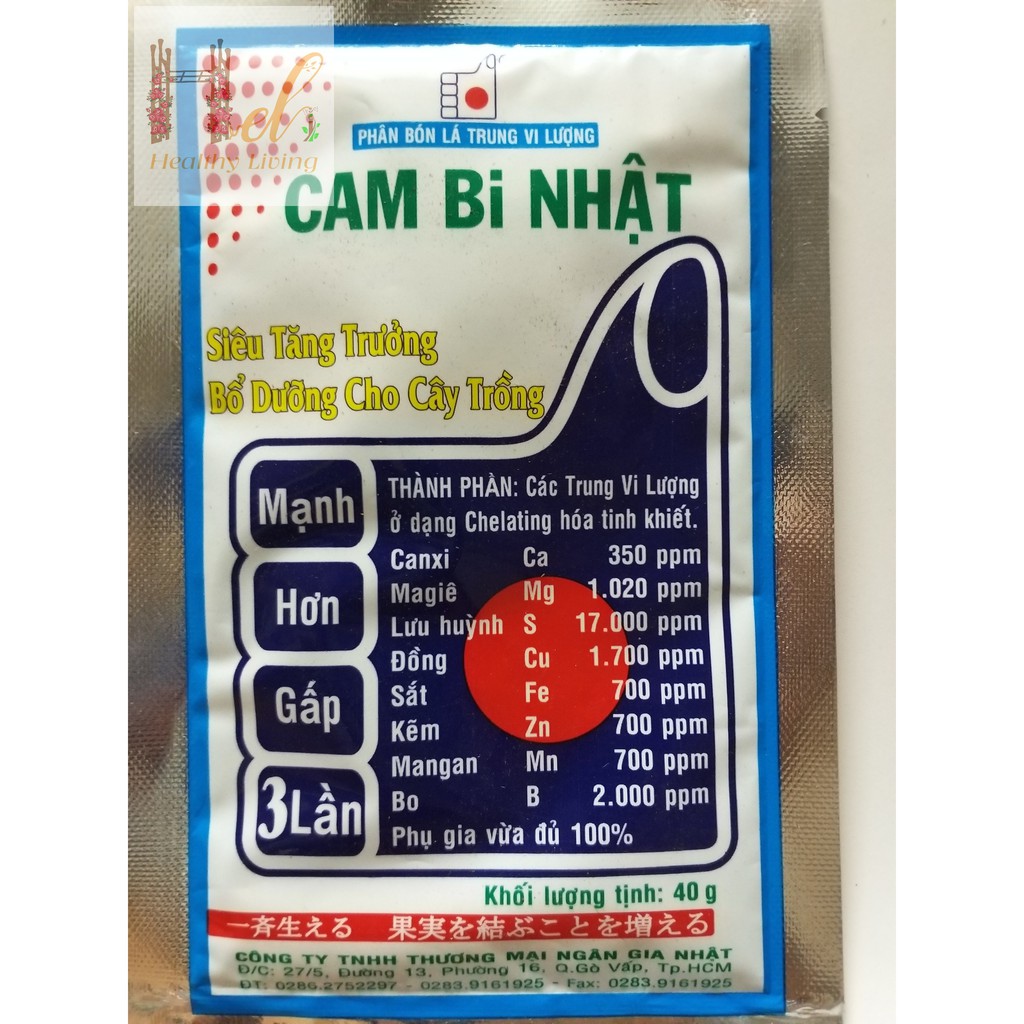 Healthy Living
PHÂN BÓN LÁ TRUNG VI LƯỢNG
CAM Bi NHẬT
Siêu Tăng Trưởng
Bổ Dưỡng Cho Cây Trồng
Mạnh
Hơn
Gấp
3 Lần
THÀNH PHẦN: Các Trung Vi Lượng
ở dạng Chelating hóa tinh khiết.
Canxi Ca 350 ppm
Magiê Mg 1.020 ppm
Lưu huỳnh S 17.000 ppm
Đồng Cu 1.700 ppm
Sắt Fe 700 ppm
Kẽm Zn 700 ppm
Mangan Mn 700 ppm
Bo B 2.000 ppm
Phụ gia vừa đủ 100%
Khối lượng tịnh: 40 g
一斉生える 果実を結ぶことを増える
CÔNG TY TNHH THƯƠNG MẠI NGÂN GIA NHẬT
Đ/C: 27/5, Đường 13, Phường 16, Q.Gò Vấp, Tp.HCM
ĐT: 0286.2752297 - 0283.9161925 - Fax: 0283.9161925